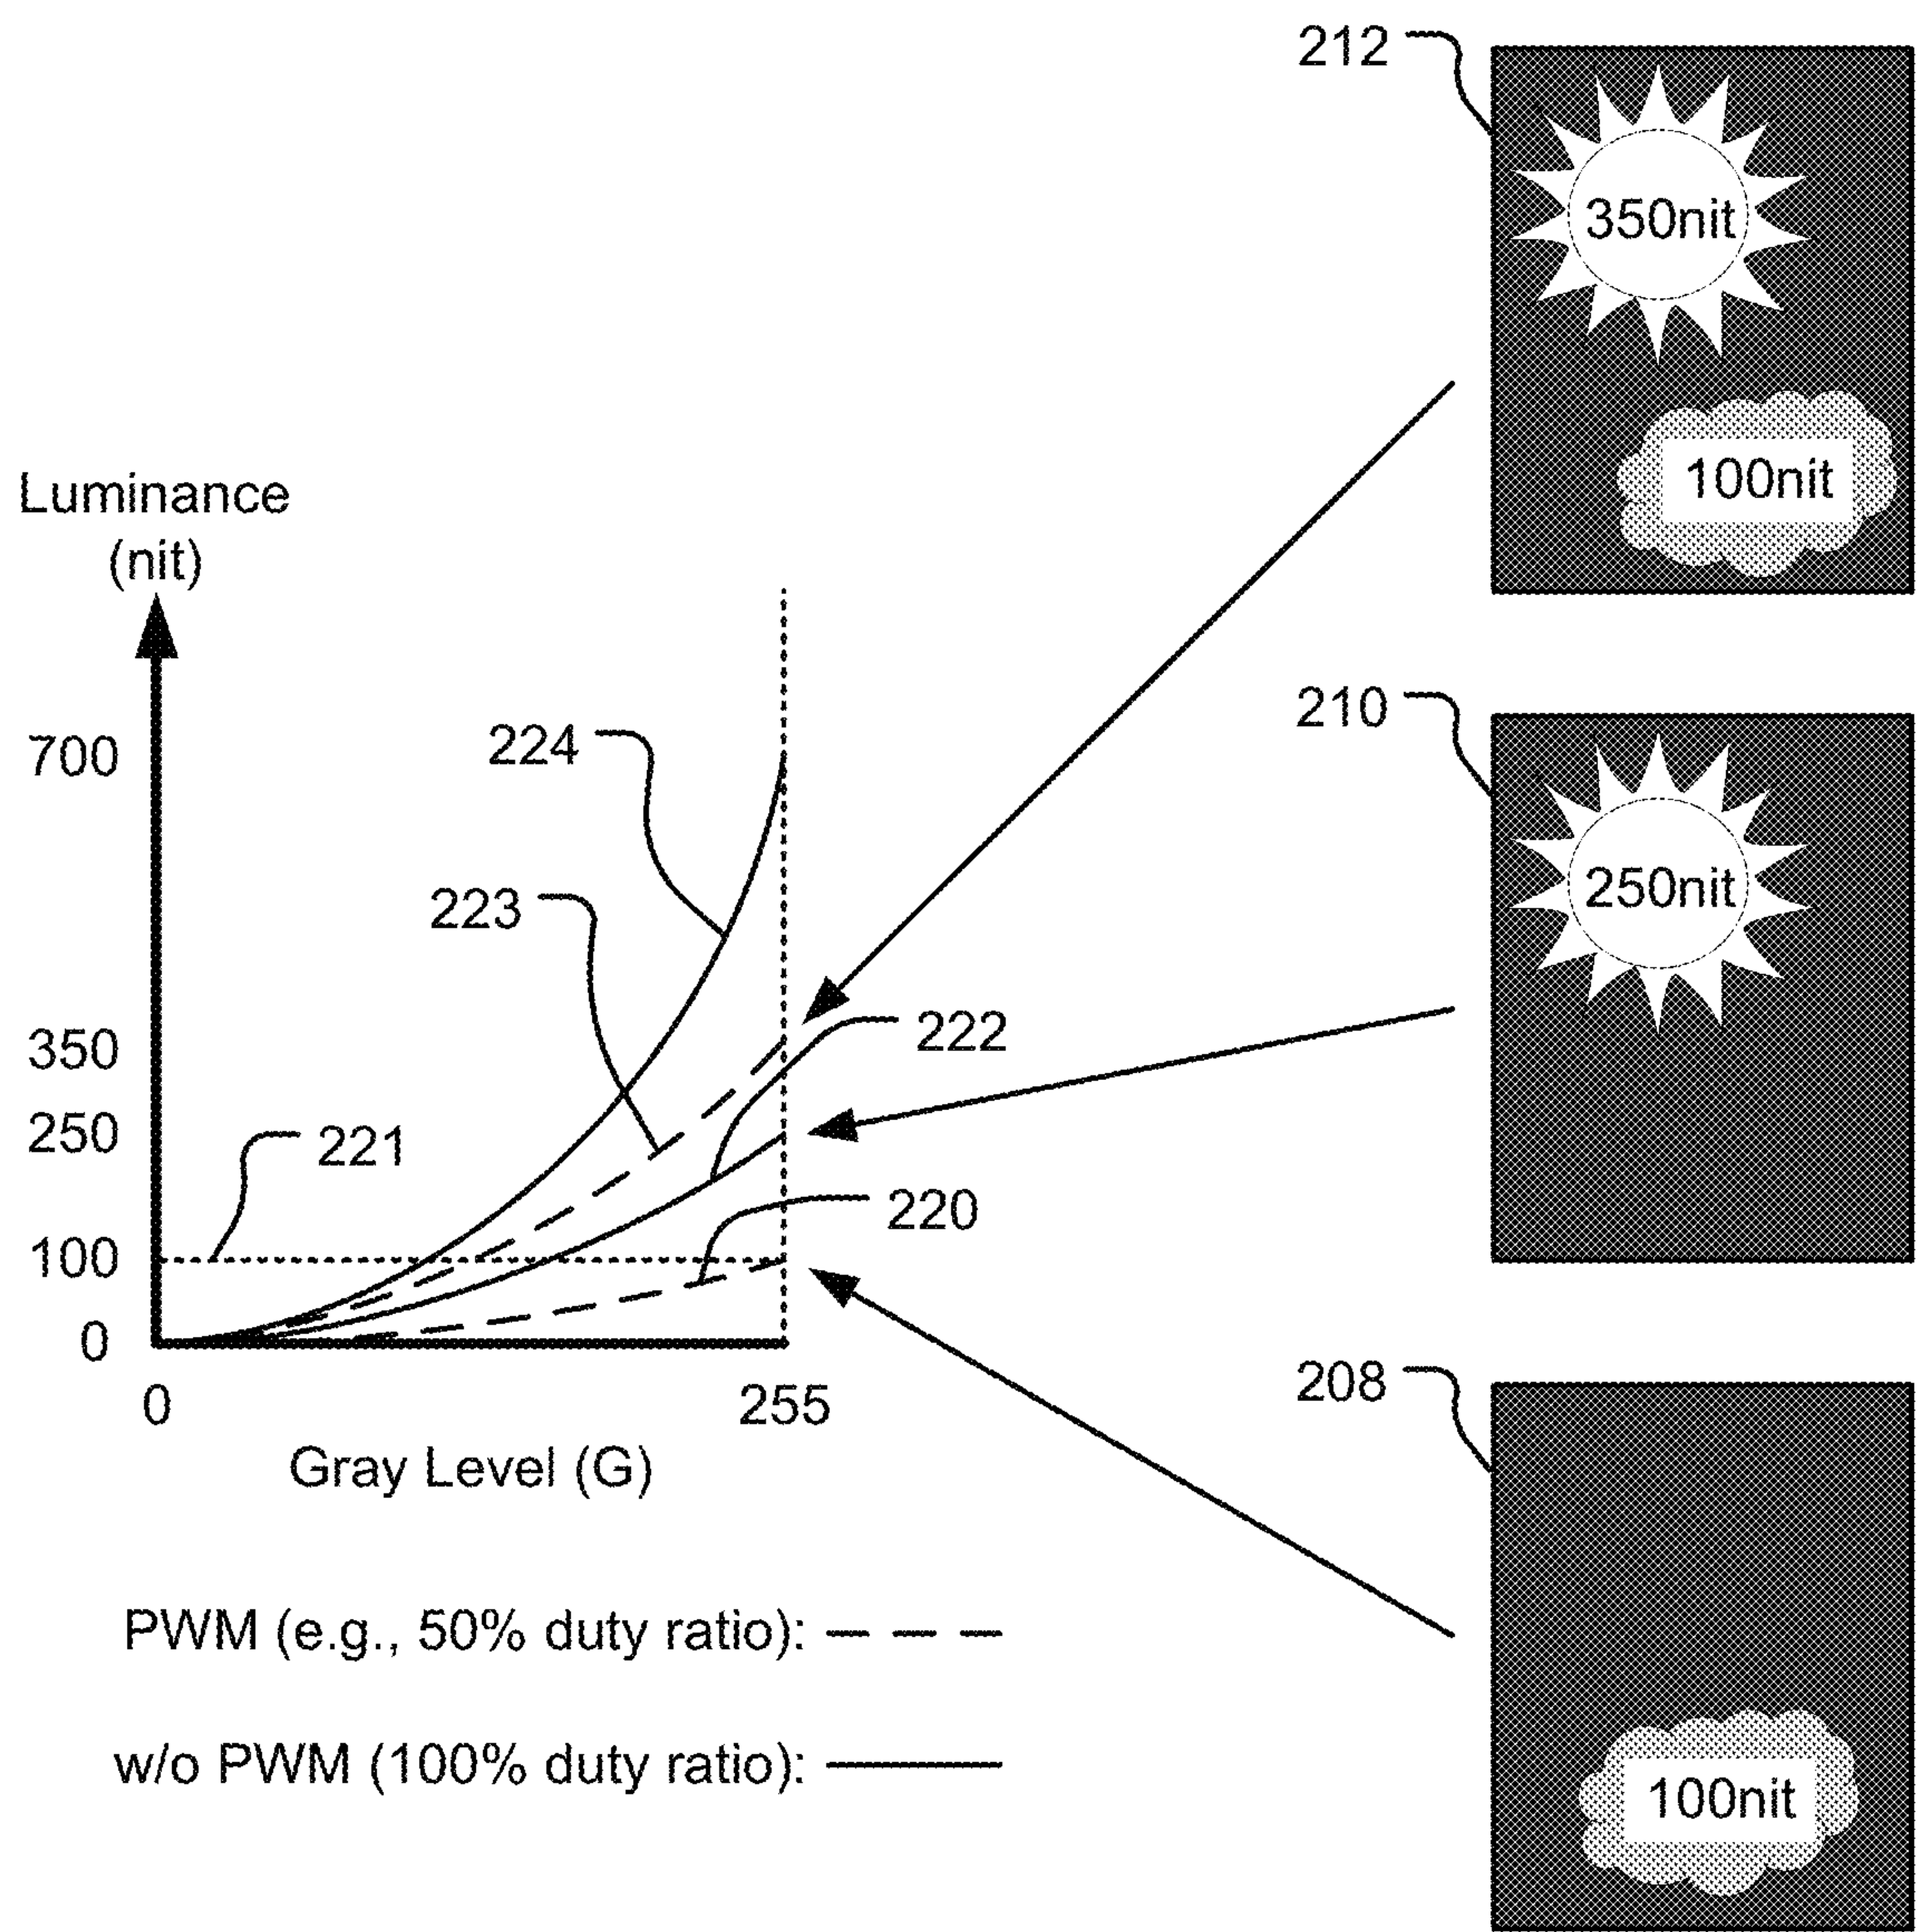 212
350nit
100nit
Luminance
(nit)
210
700
224
250nit
223
350
222
250
221
220
100
0
208
0
255
Gray Level (G)
PWM (e.g., 50% duty ratio):
w/o PWM (100% duty ratio):
100nit